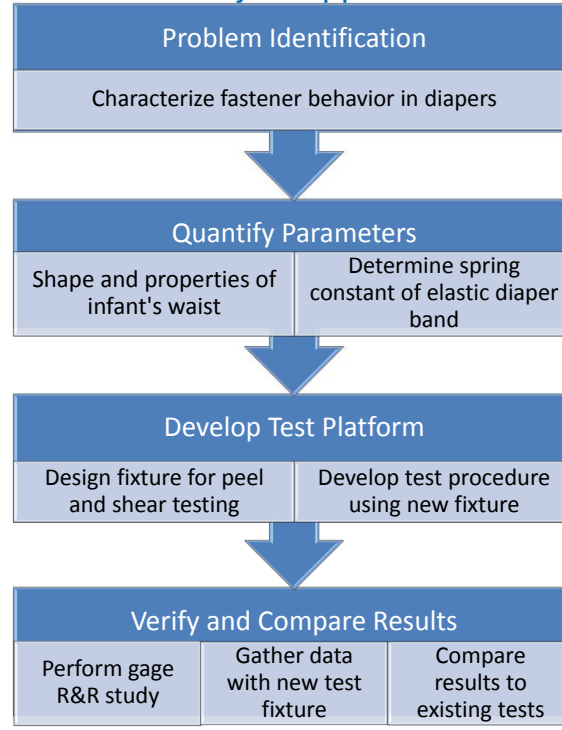 Problem Identification
Characterize fastener behavior in diapers
Quantify Parameters
Shape and properties of
infant's waist
Determine spring
constant of elastic diaper
band
Develop Test Platform
Design fixture for peel
and shear testing
Develop test procedure
using new fixture
Verify and Compare Results
Perform gage
R&R study
Gather data
with new test
fixture
Compare
results to
existing tests